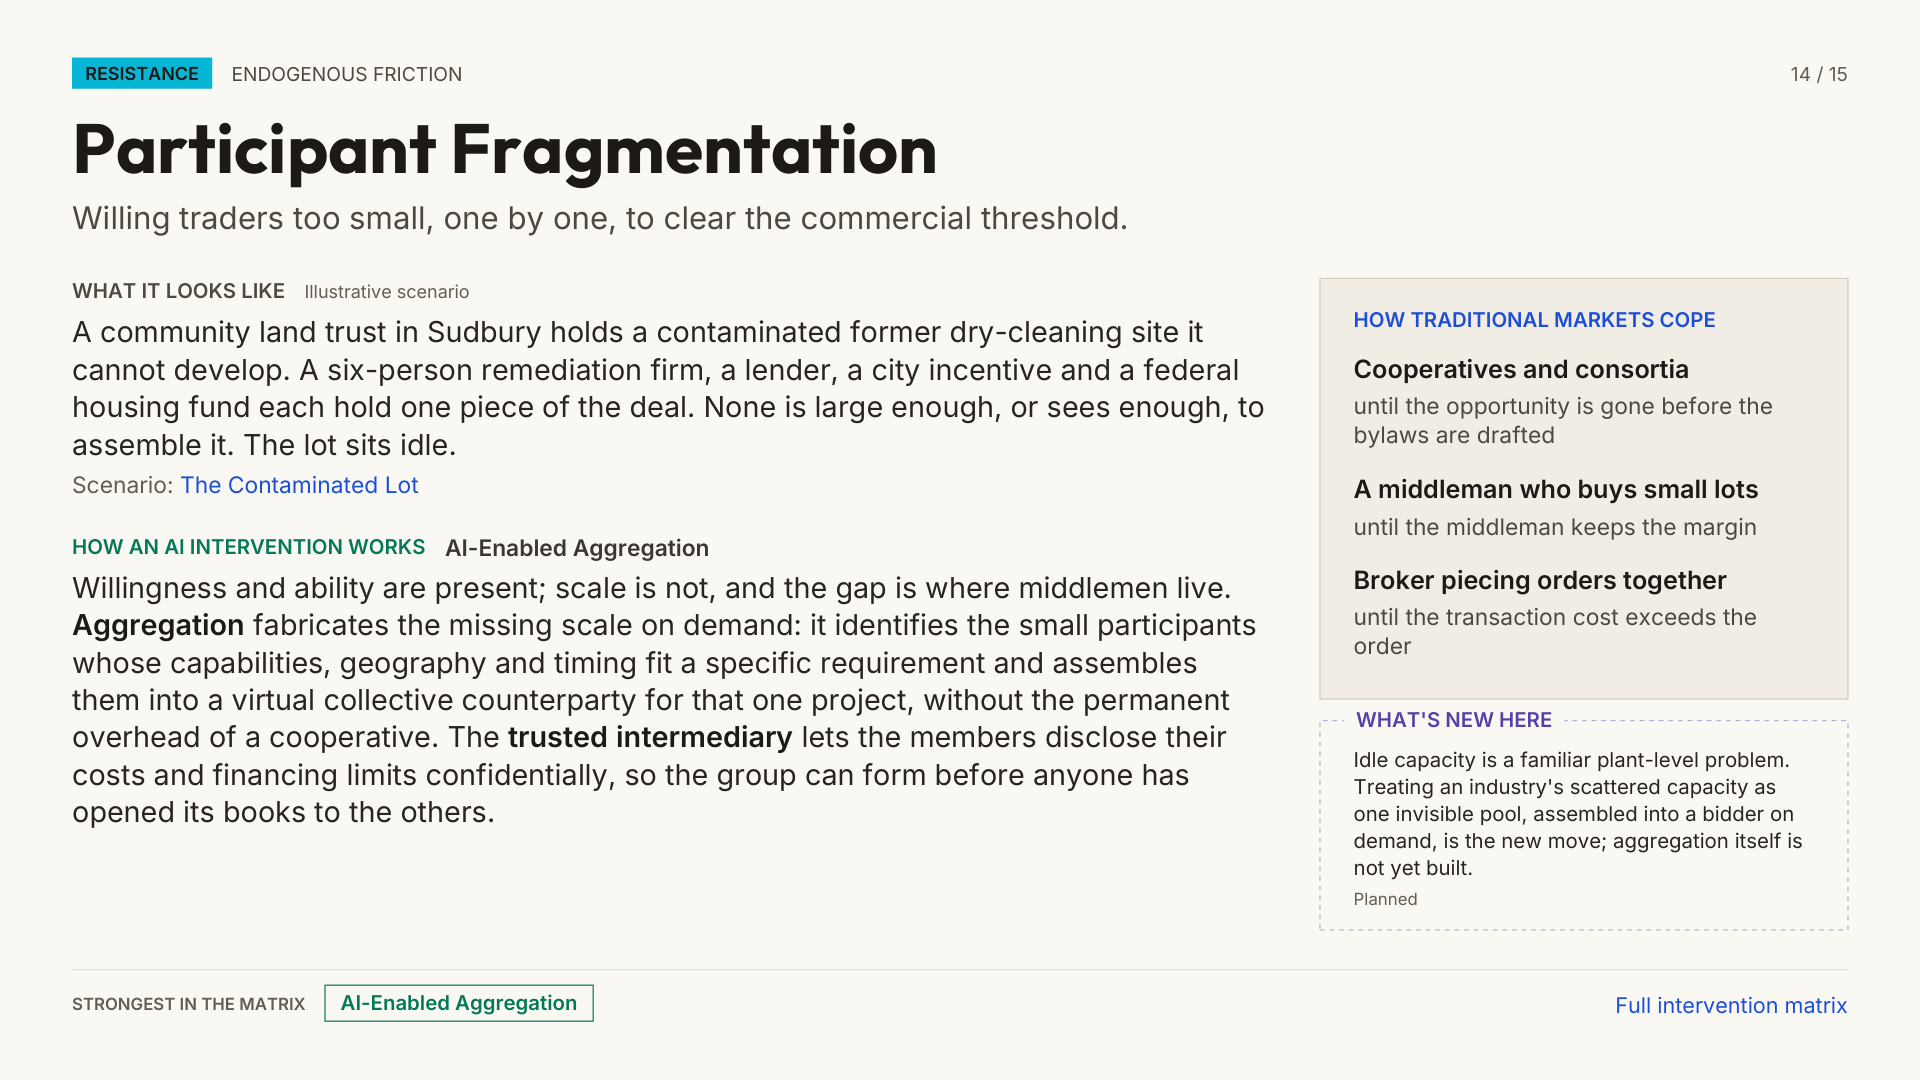 RESISTANCE ENDOGENOUS FRICTION
14 / 15
Participant Fragmentation
Willing traders too small, one by one, to clear the commercial threshold.
WHAT IT LOOKS LIKE Illustrative scenario
A community land trust in Sudbury holds a contaminated former dry-cleaning site it
cannot develop. A six-person remediation firm, a lender, a city incentive and a federal
housing fund each hold one piece of the deal. None is large enough, or sees enough, to
assemble it. The lot sits idle.
Scenario: The Contaminated Lot
HOW AN AI INTERVENTION WORKS AI-Enabled Aggregation
Willingness and ability are present; scale is not, and the gap is where middlemen live.
Aggregation fabricates the missing scale on demand: it identifies the small participants
whose capabilities, geography and timing fit a specific requirement and assembles
them into a virtual collective counterparty for that one project, without the permanent
overhead of a cooperative. The trusted intermediary lets the members disclose their
costs and financing limits confidentially, so the group can form before anyone has
opened its books to the others.
HOW TRADITIONAL MARKETS COPE
Cooperatives and consortia
until the opportunity is gone before the
bylaws are drafted
A middleman who buys small lots
until the middleman keeps the margin
Broker piecing orders together
until the transaction cost exceeds the
order
WHAT'S NEW HERE
Idle capacity is a familiar plant-level problem.
Treating an industry's scattered capacity as
one invisible pool, assembled into a bidder on
demand, is the new move; aggregation itself is
not yet built.
Planned
STRONGEST IN THE MATRIX AI-Enabled Aggregation
Full intervention matrix